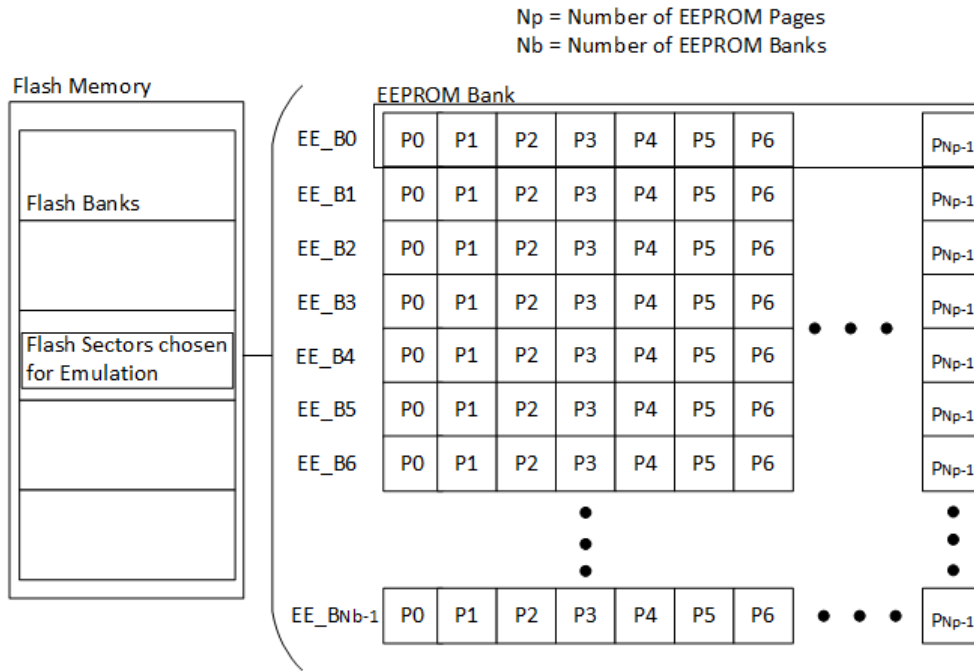 Np = Number of EEPROM Pages
Nb = Number of EEPROM Banks
Flash Memory
EEPROM Bank
EE_B0 P0 P1 P2 P3 P4 P5 P6 PNp-1
Flash Banks
EE_B1 P0 P1 P2 P3 P4 P5 P6 PNp-1
EE_B2 P0 P1 P2 P3 P4 P5 P6 PNp-1
EE_B3 P0 P1 P2 P3 P4 P5 P6 PNp-1
Flash Sectors chosen
for Emulation
EE_B4 P0 P1 P2 P3 P4 P5 P6 PNp-1
EE_B5 P0 P1 P2 P3 P4 P5 P6 PNp-1
EE_B6 P0 P1 P2 P3 P4 P5 P6 PNp-1
EE_BNb-1 P0 P1 P2 P3 P4 P5 P6 PNp-1